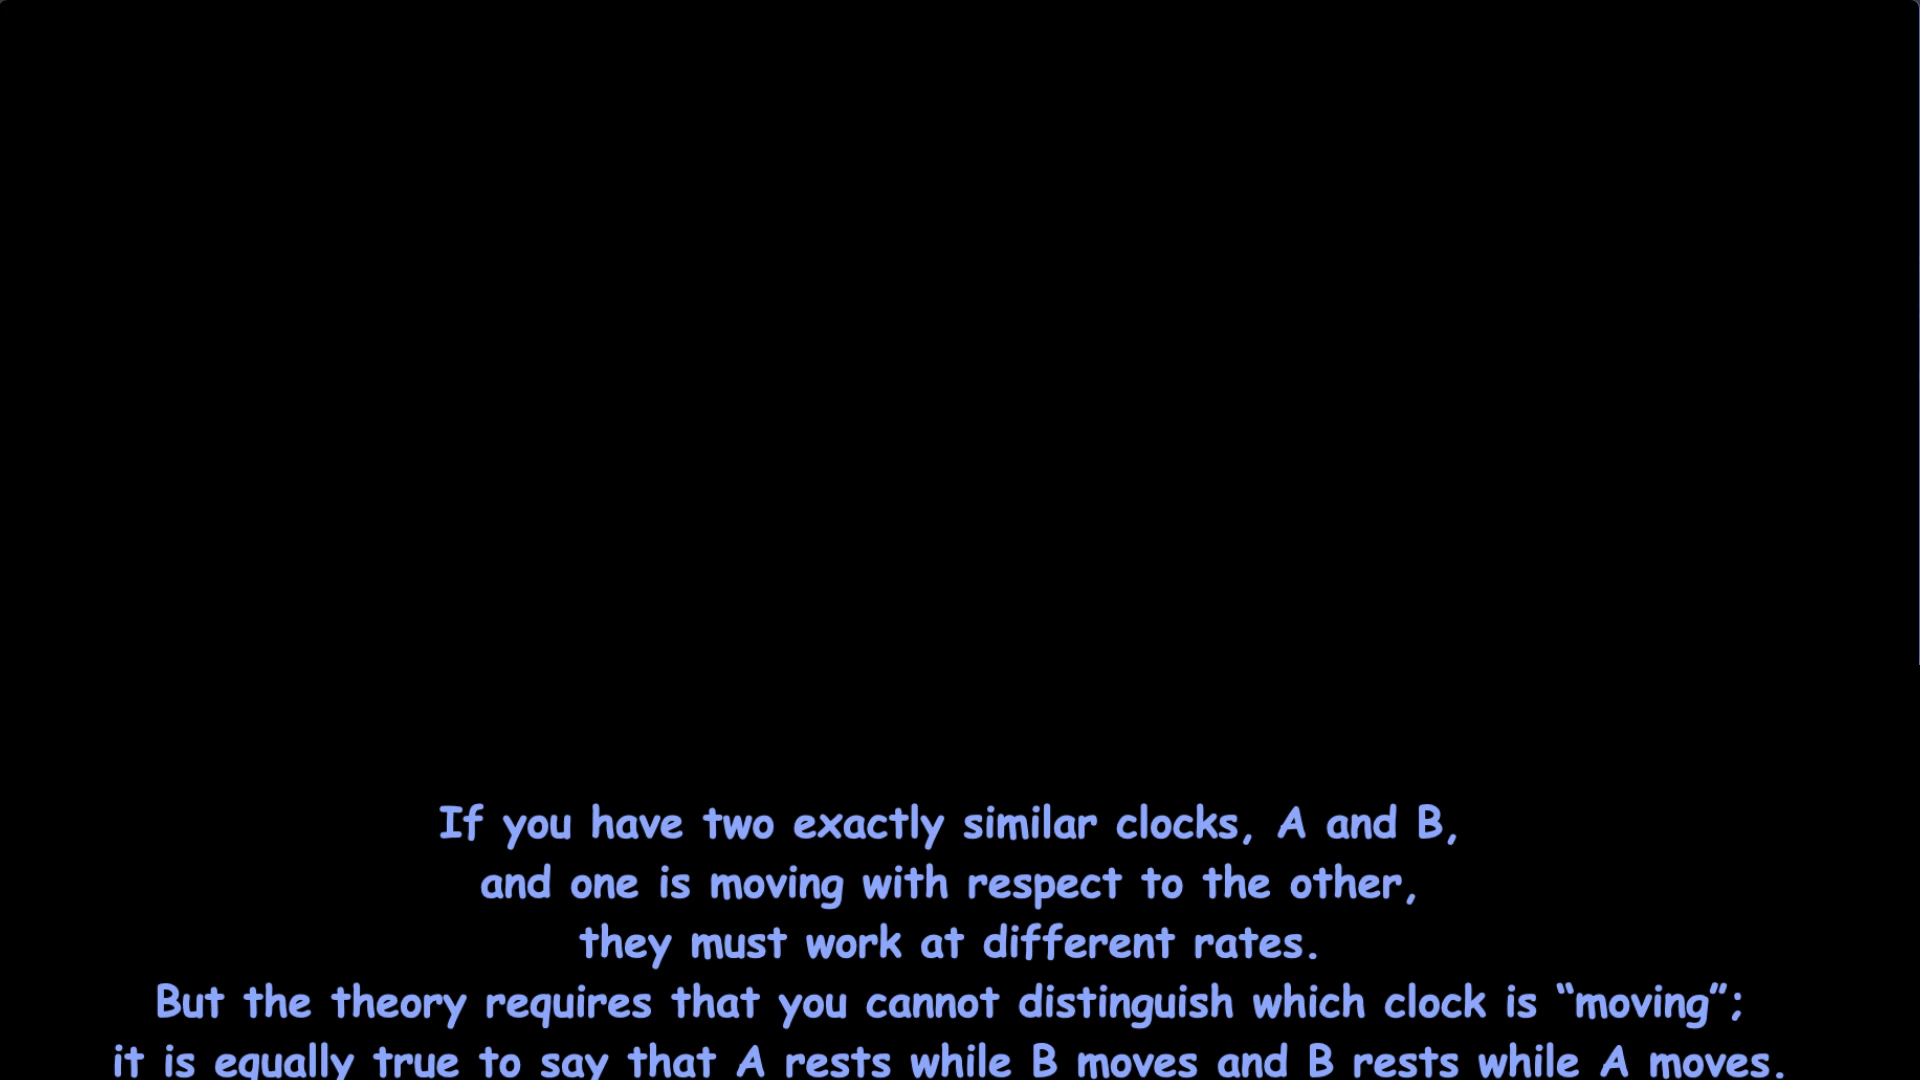 If you have two exactly similar clocks, A and B,
and one is moving with respect to the other,
they must work at different rates.
But the theory requires that you cannot distinguish which clock is “moving”;
it is equally true to say that A rests while B moves and B rests while A moves.